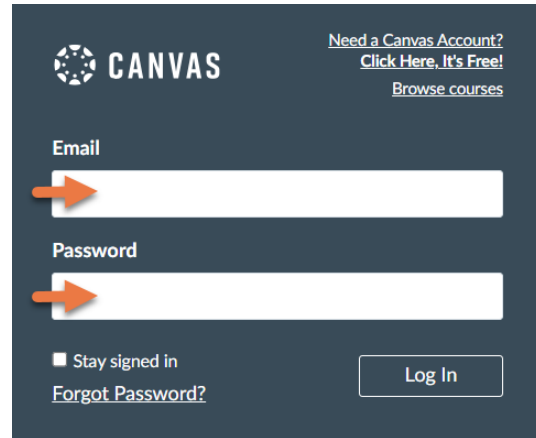 CANVAS
Need a Canvas Account?
Click Here, It's Free!
Browse courses
Email
Password
Stay signed in
Forgot Password?
Log In